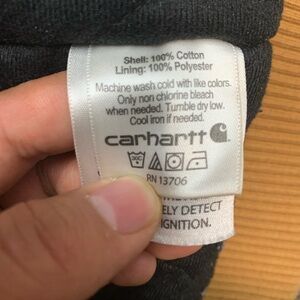 Shell: 100% Cotton
Lining: 100% Polyester
Machine wash cold with like colors.
Only non chlorine bleach
when needed. Tumble dry low.
Cool iron if needed.
carhartt
30C
RN 13706
ELY DETECT
IGNITION.